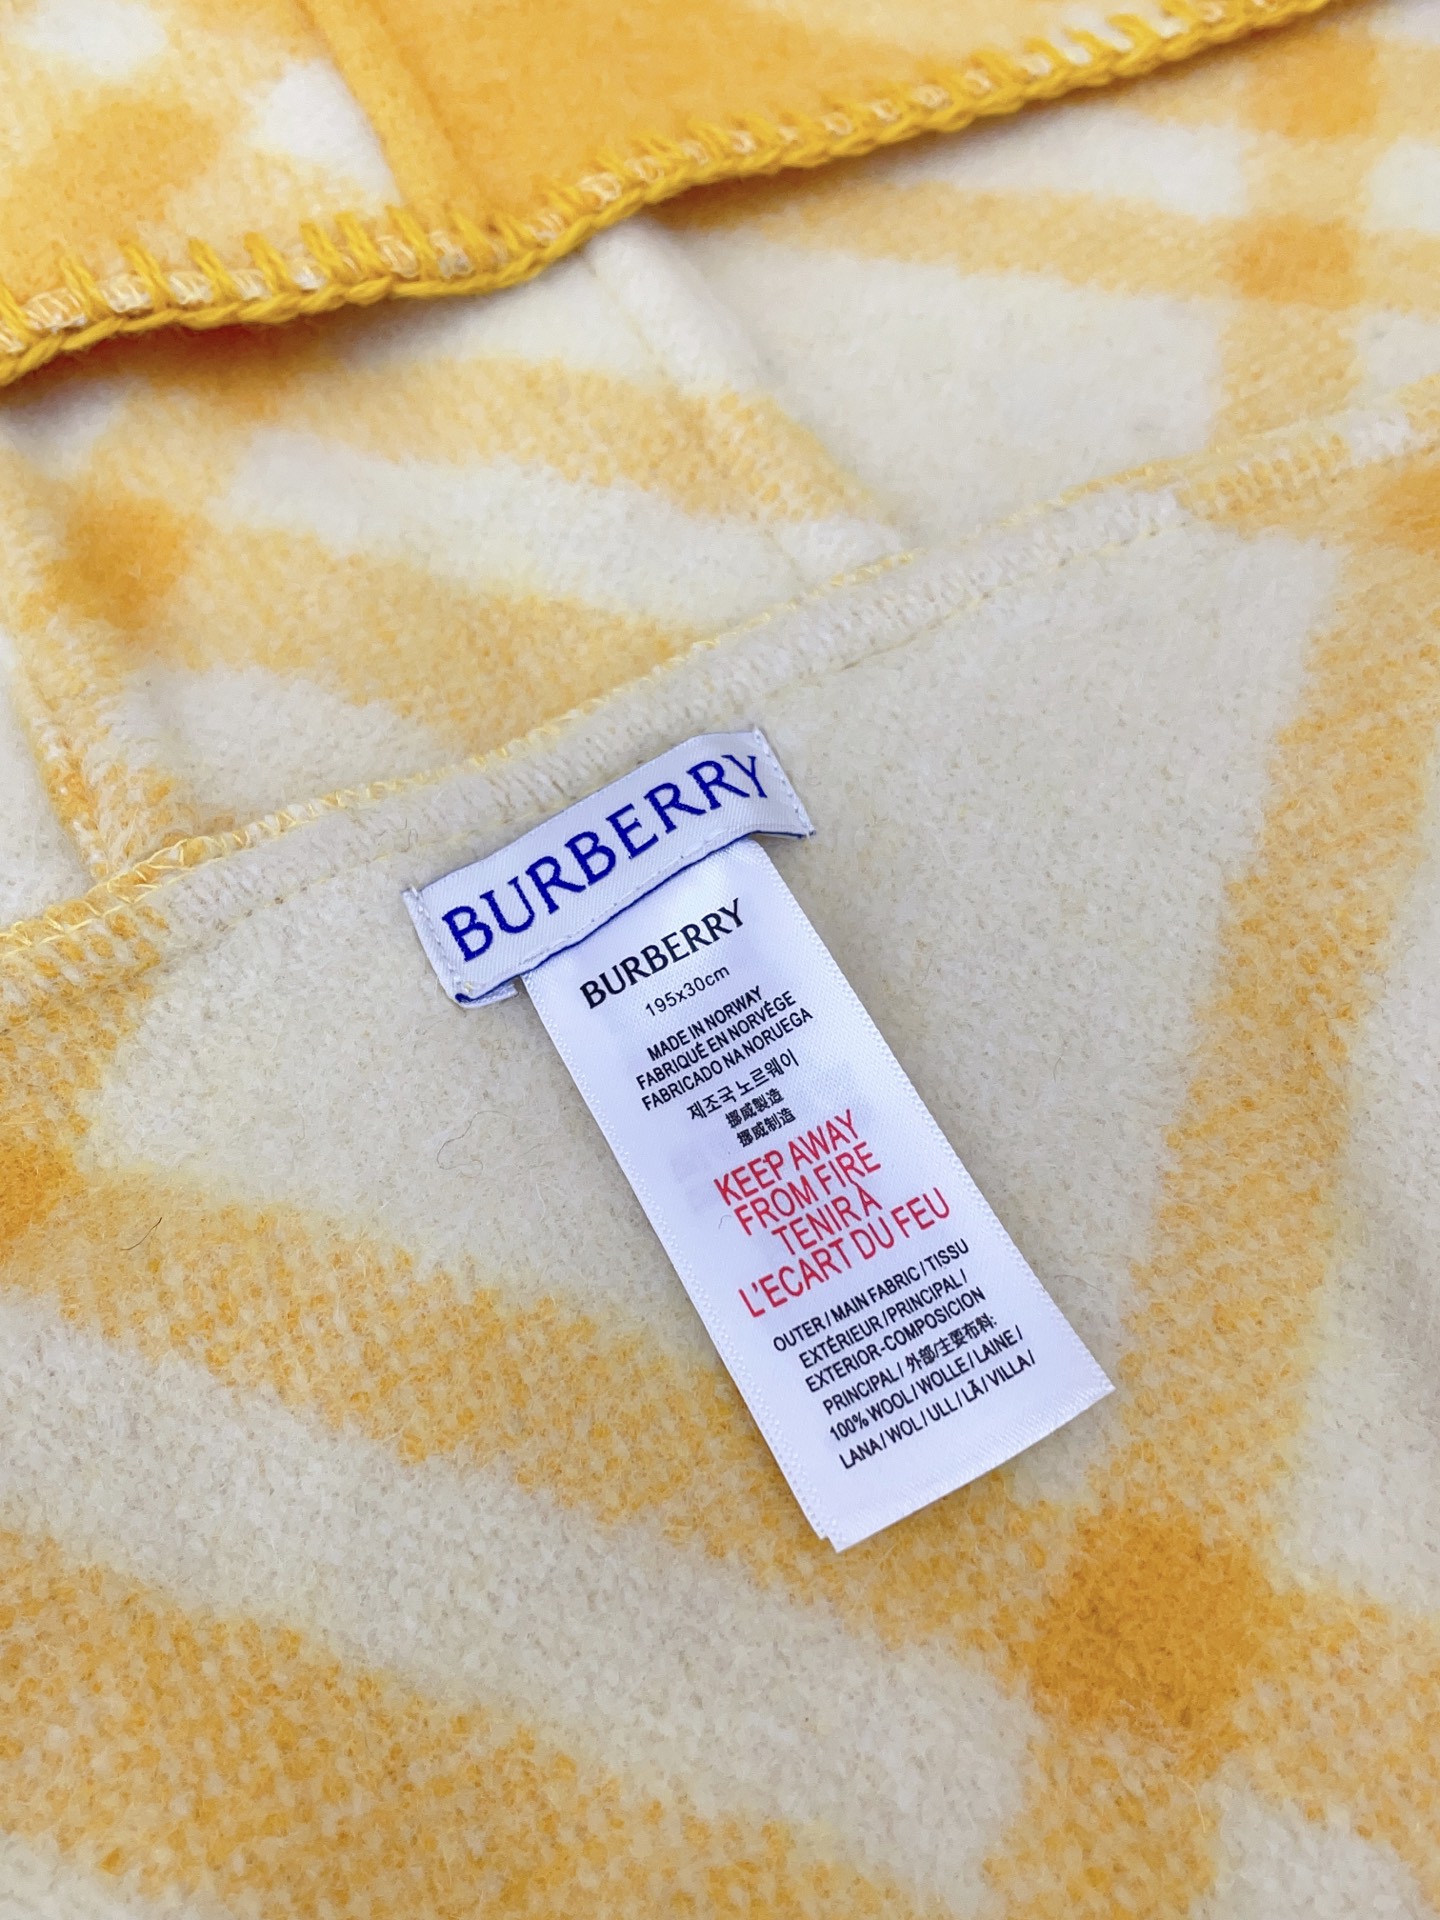 BURBERRY
BURBERRY
195x30cm
MADE IN NORWAY
FABRIQUÉ EN NORVÉGE
FABRICADO NA NORUEGA
제조국 노르웨이
挪威製造
挪威制造
KEEP AWAY
FROM FIRE
TENIR À
L'ECART DU FEU
OUTER / MAIN FABRIC / TISSU
EXTÉRIEUR / PRINCIPAL /
EXTERIOR-COMPOSICION
PRINCIPAL / 外部/主要布料:
100% WOOL / WOLLE / LAINE /
LANA / WOL / ULL / LÃ / VILLA /